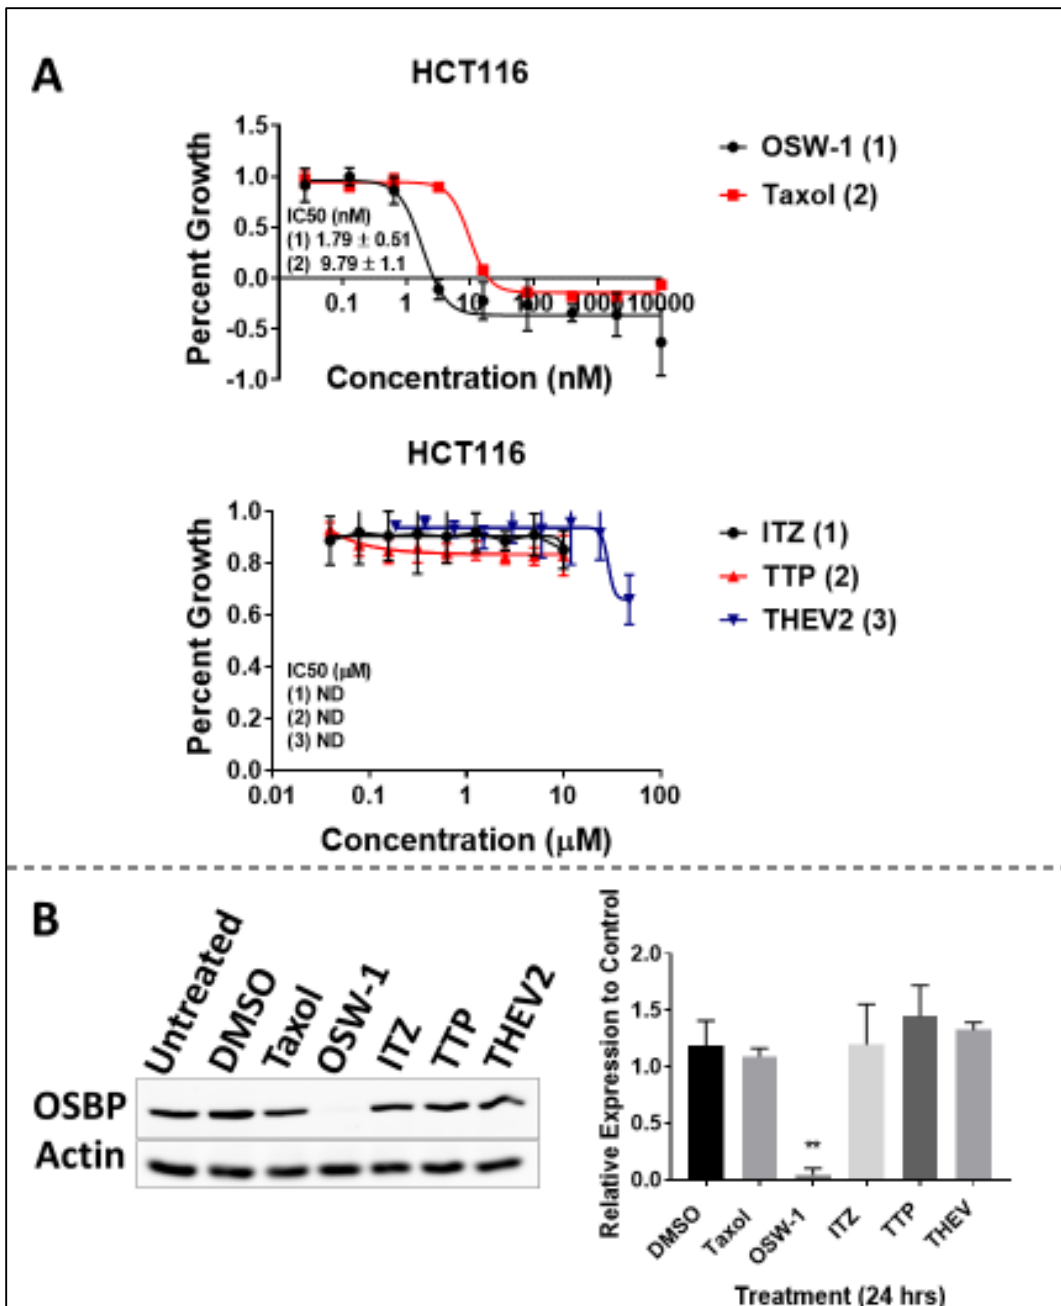 A
HCT116
Percent Growth
1.5
1.0
0.5
0.0
-0.5
-1.0
IC50 (nM)
(1) 1.79 ± 0.51
(2) 9.79 ± 1.1
0.1 1 10 100 1000 10000
Concentration (nM)
OSW-1 (1)
Taxol (2)
HCT116
Percent Growth
1.0
0.8
0.6
0.4
0.2
0.0
IC50 (μM)
(1) ND
(2) ND
(3) ND
0.01 0.1 1 10 100
Concentration (μM)
ITZ (1)
TTP (2)
THEV2 (3)
B
Untreated
DMSO
Taxol
OSW-1
ITZ
TTP
THEV2
OSBP
Actin
Relative Expression to Control
2.0
1.5
1.0
0.5
0.0
**
DMSO
Taxol
OSW-1
ITZ
TTP
THEV
Treatment (24 hrs)